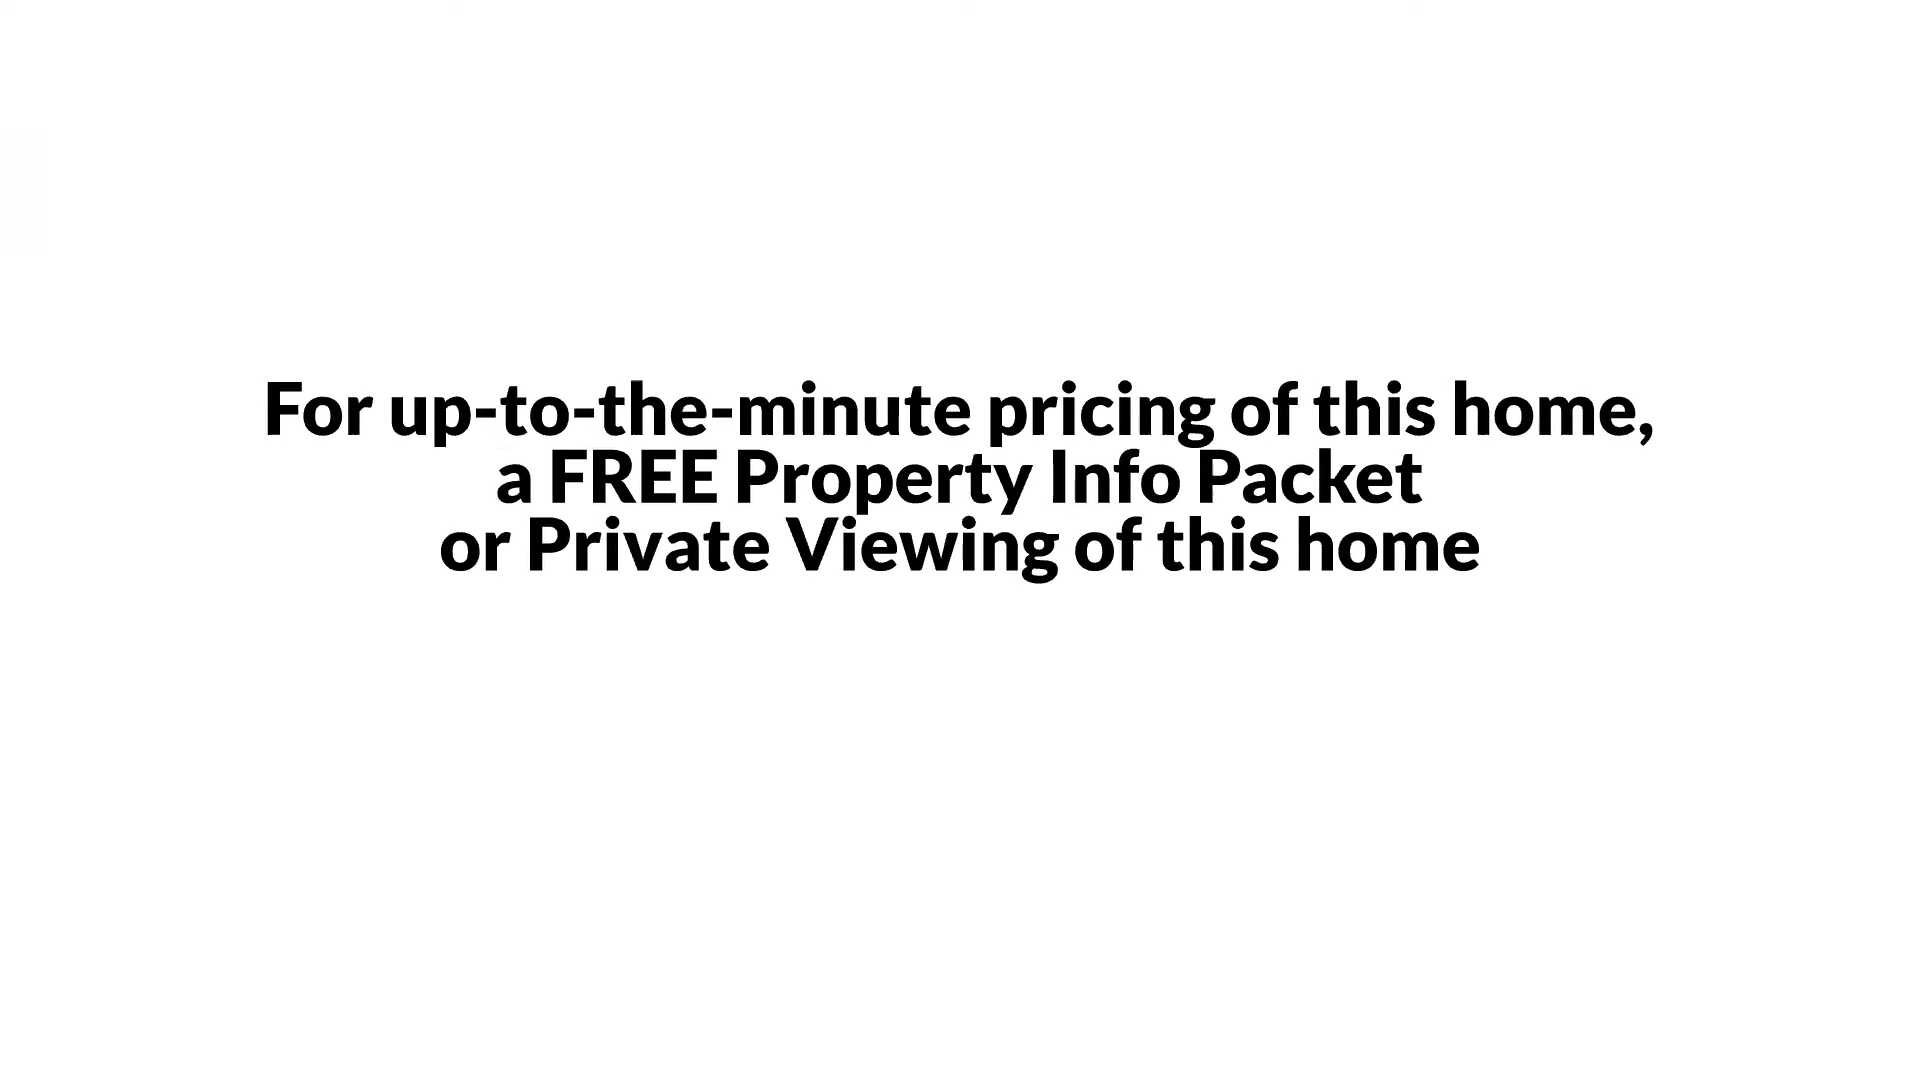 For up-to-the-minute pricing of this home,
a FREE Property Info Packet
or Private Viewing of this home